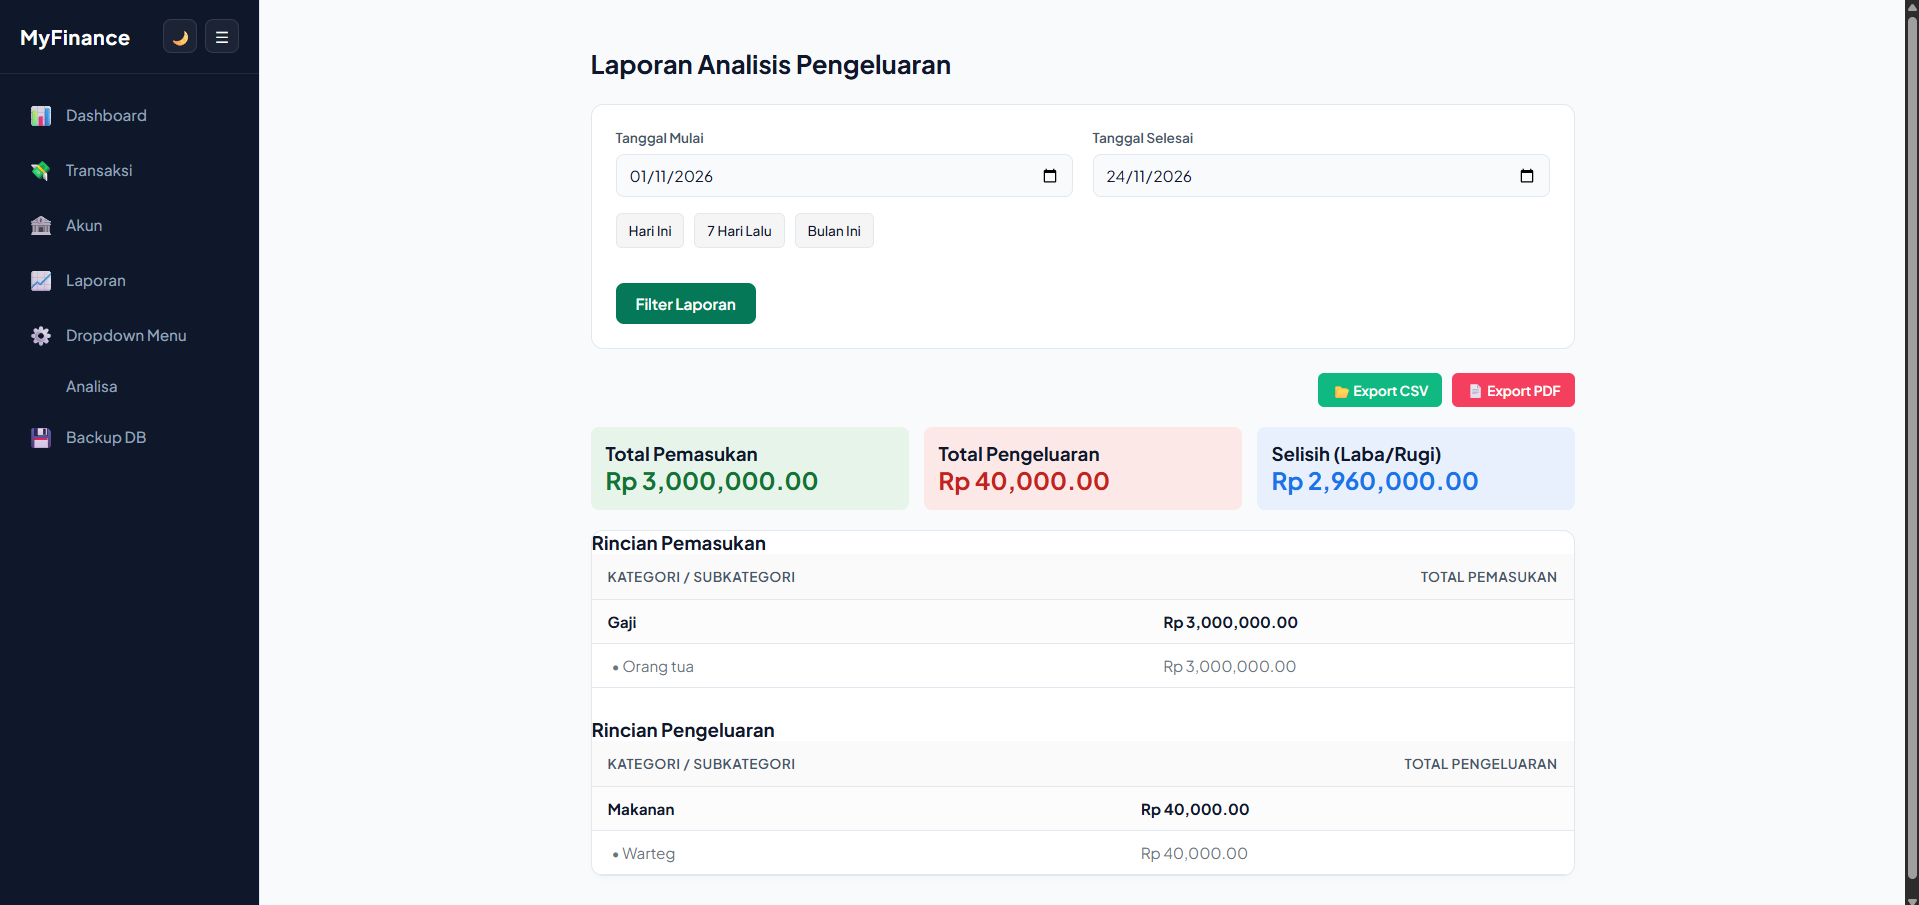 MyFinance
Dashboard
Transaksi
Akun
Laporan
Dropdown Menu
Analisa
Backup DB
Laporan Analisis Pengeluaran
Tanggal Mulai
Tanggal Selesai
01/11/2026
24/11/2026
Hari Ini
7 Hari Lalu
Bulan Ini
Filter Laporan
Export CSV
Export PDF
Total Pemasukan
Rp 3,000,000.00
Total Pengeluaran
Rp 40,000.00
Selisih (Laba/Rugi)
Rp 2,960,000.00
Rincian Pemasukan
KATEGORI / SUBKATEGORI TOTAL PEMASUKAN
Gaji Rp 3,000,000.00
• Orang tua Rp 3,000,000.00
Rincian Pengeluaran
KATEGORI / SUBKATEGORI TOTAL PENGELUARAN
Makanan Rp 40,000.00
• Warteg Rp 40,000.00